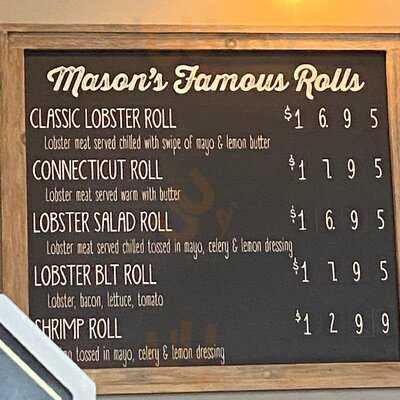 Mason's Famous Rolls
CLASSIC LOBSTER ROLL $16.95
Lobster meat served chilled with swipe of mayo & lemon butter
CONNECTICUT ROLL $17.95
Lobster meat served warm with butter
LOBSTER SALAD ROLL $16.95
Lobster meat served chilled tossed in mayo, celery & lemon dressing
LOBSTER BLT ROLL $17.95
Lobster, bacon, lettuce, tomato
SHRIMP ROLL $12.99
tossed in mayo, celery & lemon dressing